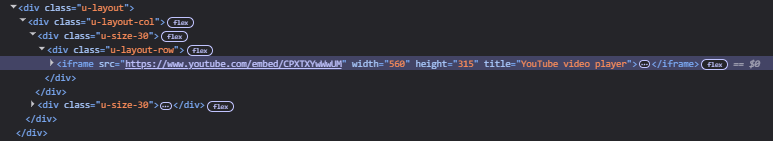 <div class="u-layout">
<div class="u-layout-col"> flex
<div class="u-size-30"> flex
<div class="u-layout-row"> flex
<iframe src="https://www.youtube.com/embed/CPXTXYwWwUM" width="560" height="315" title="YouTube video player">…</iframe> flex == $0
</div>
</div>
<div class="u-size-30">…</div> flex
</div>
</div>